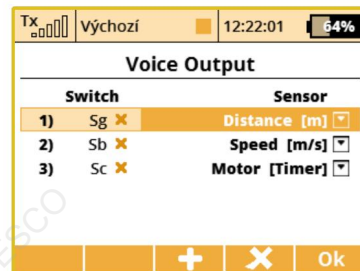 Tx Výchozí 12:22:01 64%
Voice Output
Switch Sensor
1) Sg Distance [m]
2) Sb Speed [m/s]
3) Sc Motor [Timer]
Ok